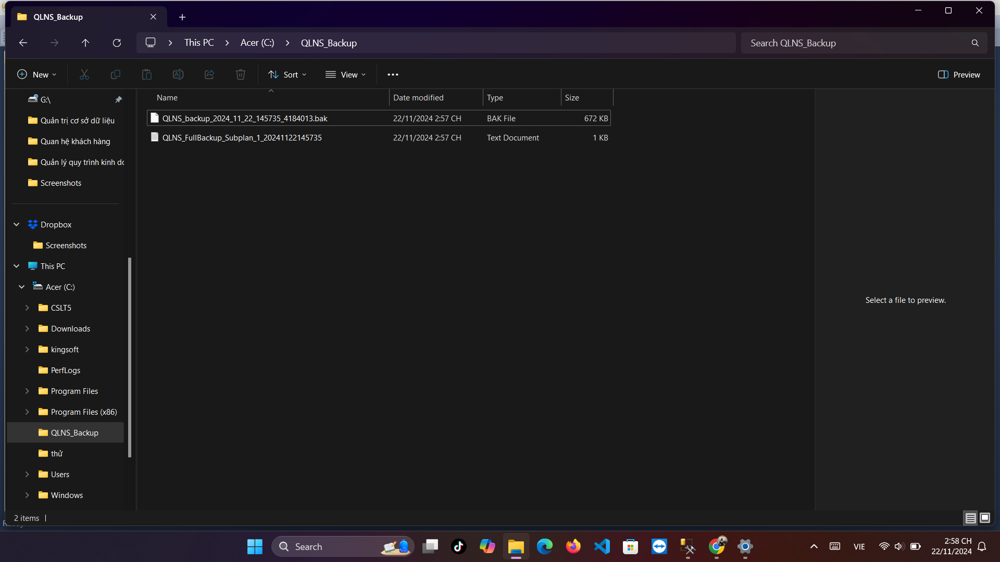 QLNS_Backup
This PC
Acer (C:)
QLNS_Backup
Search QLNS_Backup
New
Sort
View
Preview
G:\
Quản trị cơ sở dữ liệu
Quan hệ khách hàng
Quản lý quy trình kinh dc
Screenshots
Dropbox
Screenshots
This PC
Acer (C:)
CSLT5
Downloads
kingsoft
PerfLogs
Program Files
Program Files (x86)
QLNS_Backup
thử
Users
Windows
Name
Date modified
Type
Size
QLNS_backup_2024_11_22_145735_4184013.bak
22/11/2024 2:57 CH
BAK File
672 KB
QLNS_FullBackup_Subplan_1_20241122145735
22/11/2024 2:57 CH
Text Document
1 KB
Select a file to preview.
2 items
Search
VIE
2:58 CH
22/11/2024